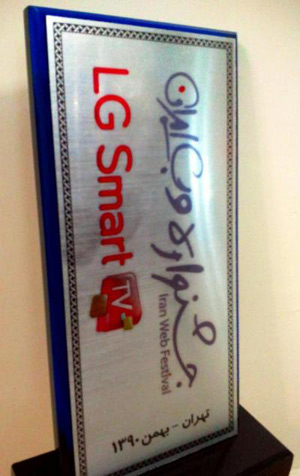 جشنواره وب ایران
Iran Web Festival
LG Smart TV
تهران - بهمن ۱۳۹۰